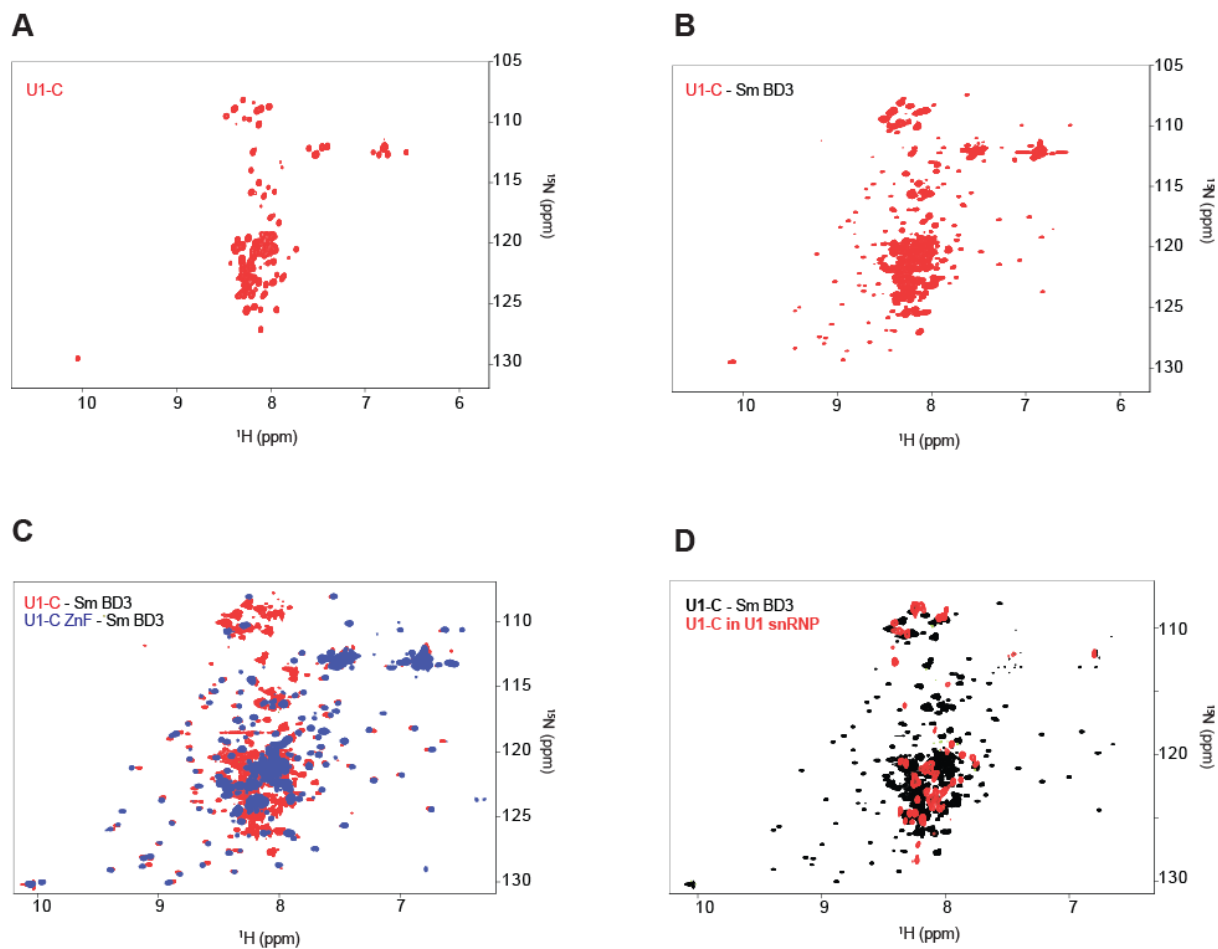 A
U1-C
105
110
115
120
125
130
¹⁵N (ppm)
10 9 8 7 6
¹H (ppm)
B
U1-C - Sm BD3
105
110
115
120
125
130
¹⁵N (ppm)
10 9 8 7 6
¹H (ppm)
C
U1-C - Sm BD3
U1-C ZnF - Sm BD3
110
115
120
125
130
¹⁵N (ppm)
10 9 8 7
¹H (ppm)
D
U1-C - Sm BD3
U1-C in U1 snRNP
110
120
130
¹⁵N (ppm)
10 9 8 7
¹H (ppm)